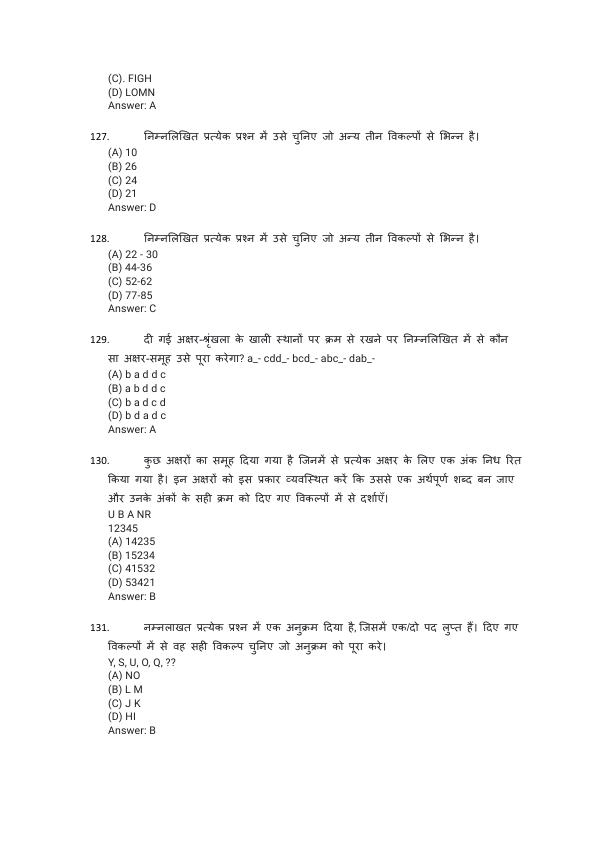 (C). FIGH
(D) LOMN
Answer: A
127. निम्नलिखित प्रत्येक प्रश्न में उसे चुनिए जो अन्य तीन विकल्पों से भिन्न है।
(A) 10
(B) 26
(C) 24
(D) 21
Answer: D
128. निम्नलिखित प्रत्येक प्रश्न में उसे चुनिए जो अन्य तीन विकल्पों से भिन्न है।
(A) 22 - 30
(B) 44-36
(C) 52-62
(D) 77-85
Answer: C
129. दी गई अक्षर-श्रृंखला के खाली स्थानों पर क्रम से रखने पर निम्नलिखित में से कौन
सा अक्षर-समूह उसे पूरा करेगा? a_- cdd_- bcd_- abc_- dab_-
(A) b a d d c
(B) a b d d c
(C) b a d c d
(D) b d a d c
Answer: A
130. कुछ अक्षरों का समूह दिया गया है जिनमें से प्रत्येक अक्षर के लिए एक अंक निध रित
किया गया है। इन अक्षरों को इस प्रकार व्यवस्थित करें कि उससे एक अर्थपूर्ण शब्द बन जाए
और उनके अंकों के सही क्रम को दिए गए विकल्पों में से दर्शाएँ।
U B A NR
12345
(A) 14235
(B) 15234
(C) 41532
(D) 53421
Answer: B
131. नम्नलाखत प्रत्येक प्रश्न में एक अनुक्रम दिया है, जिसमें एक/दो पद लुप्त हैं। दिए गए
विकल्पों में से वह सही विकल्प चुनिए जो अनुक्रम को पूरा करे।
Y, S, U, O, Q, ??
(A) NO
(B) L M
(C) J K
(D) HI
Answer: B